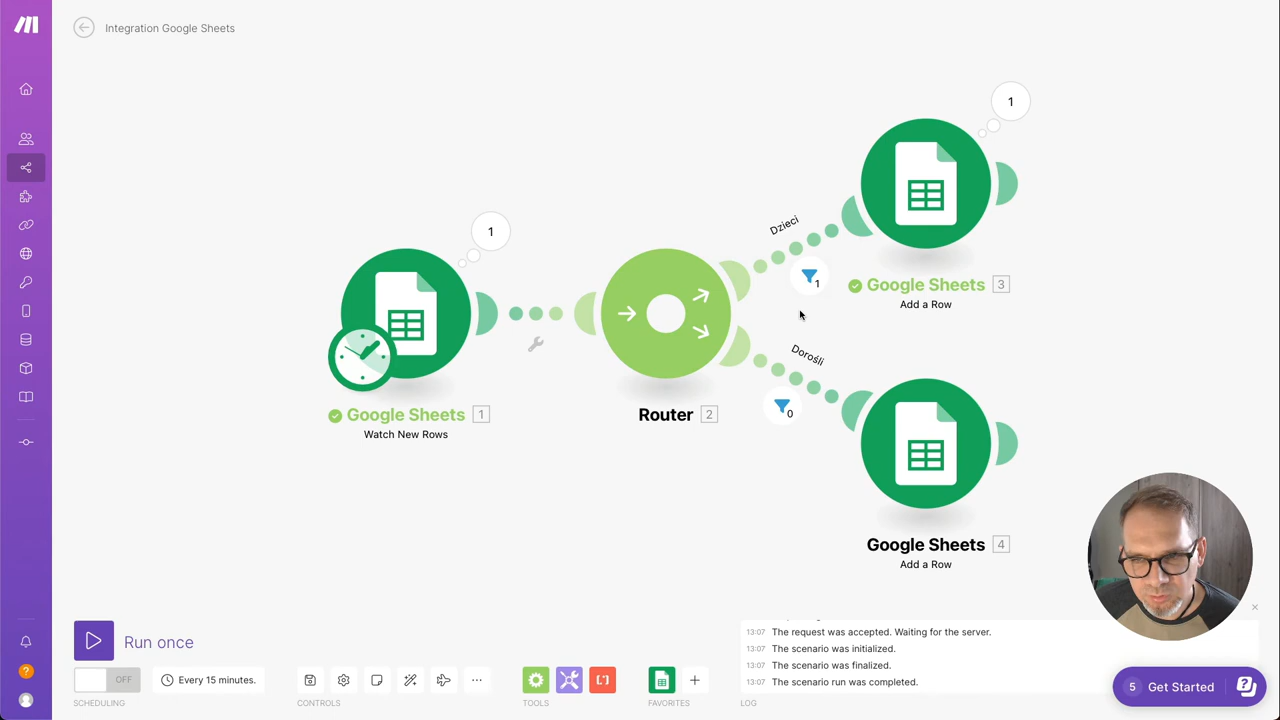 Integration Google Sheets
1
1
Dzieci
1
Google Sheets 3
Add a Row
Google Sheets 1
Watch New Rows
Router 2
Dorośli
0
Google Sheets 4
Add a Row
Run once
OFF
Every 15 minutes.
SCHEDULING
CONTROLS
TOOLS
FAVORITES
13:07 The request was accepted. Waiting for the server.
13:07 The scenario was initialized.
13:07 The scenario was finalized.
13:07 The scenario run was completed.
LOG
5 Get Started